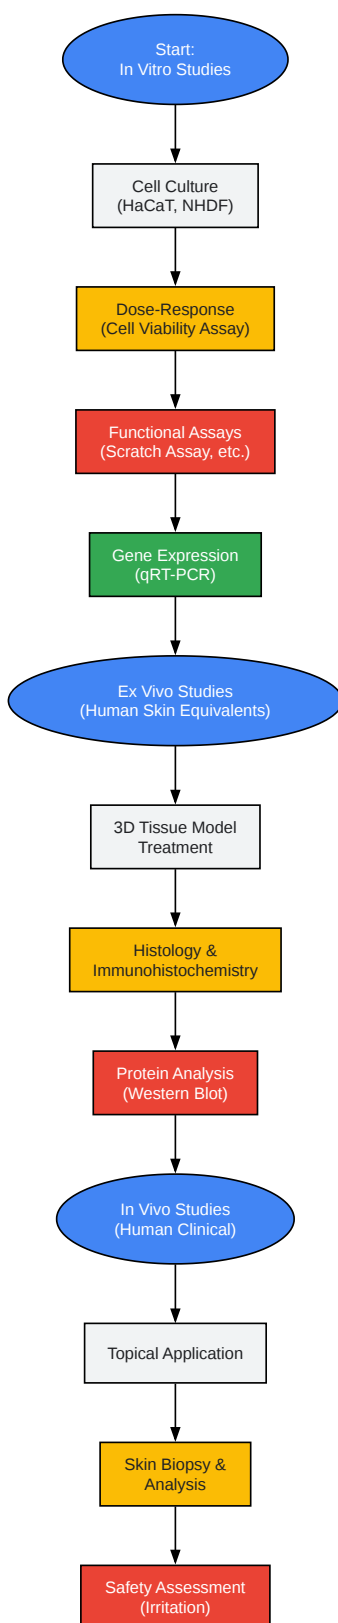 Start:
In Vitro Studies
Cell Culture
(HaCaT, NHDF)
Dose-Response
(Cell Viability Assay)
Functional Assays
(Scratch Assay, etc.)
Gene Expression
(qRT-PCR)
Ex Vivo Studies
(Human Skin Equivalents)
3D Tissue Model
Treatment
Histology &
Immunohistochemistry
Protein Analysis
(Western Blot)
In Vivo Studies
(Human Clinical)
Topical Application
Skin Biopsy &
Analysis
Safety Assessment
(Irritation)